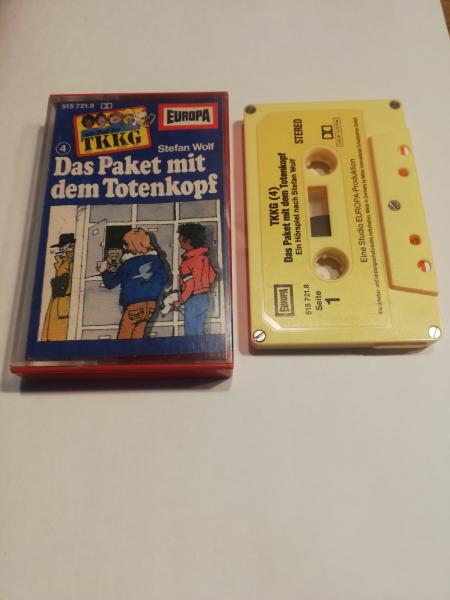 515 721.8
TKKG
EUROPA
4
Stefan Wolf
Das Paket mit
dem Totenkopf
TKKG (4)
Das Paket mit dem Totenkopf
Ein Hörspiel nach Stefan Wolf
STEREO
EUROPA
515 721.8
Seite
1
Eine Studio EUROPA-Produktion